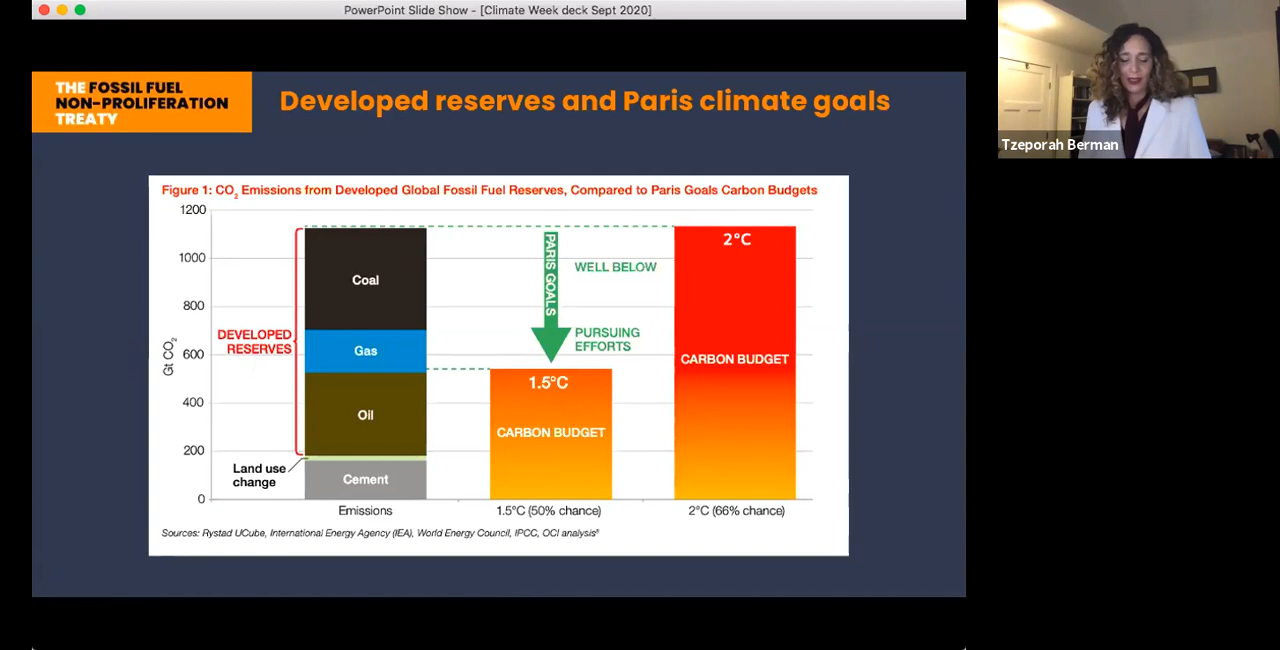 PowerPoint Slide Show - [Climate Week deck Sept 2020]
THE FOSSIL FUEL
NON-PROLIFERATION
TREATY
Developed reserves and Paris climate goals
Tzeporah Berman
Figure 1: CO₂ Emissions from Developed Global Fossil Fuel Reserves, Compared to Paris Goals Carbon Budgets
1200
1000
800
600
400
200
0
Gt CO₂
DEVELOPED
RESERVES
Land use
change
Coal
Gas
Oil
Cement
PARIS GOALS
WELL BELOW
PURSUING
EFFORTS
1.5°C
CARBON BUDGET
2°C
CARBON BUDGET
Emissions
1.5°C (50% chance)
2°C (66% chance)
Sources: Rystad UCube, International Energy Agency (IEA), World Energy Council, IPCC, OCI analysis